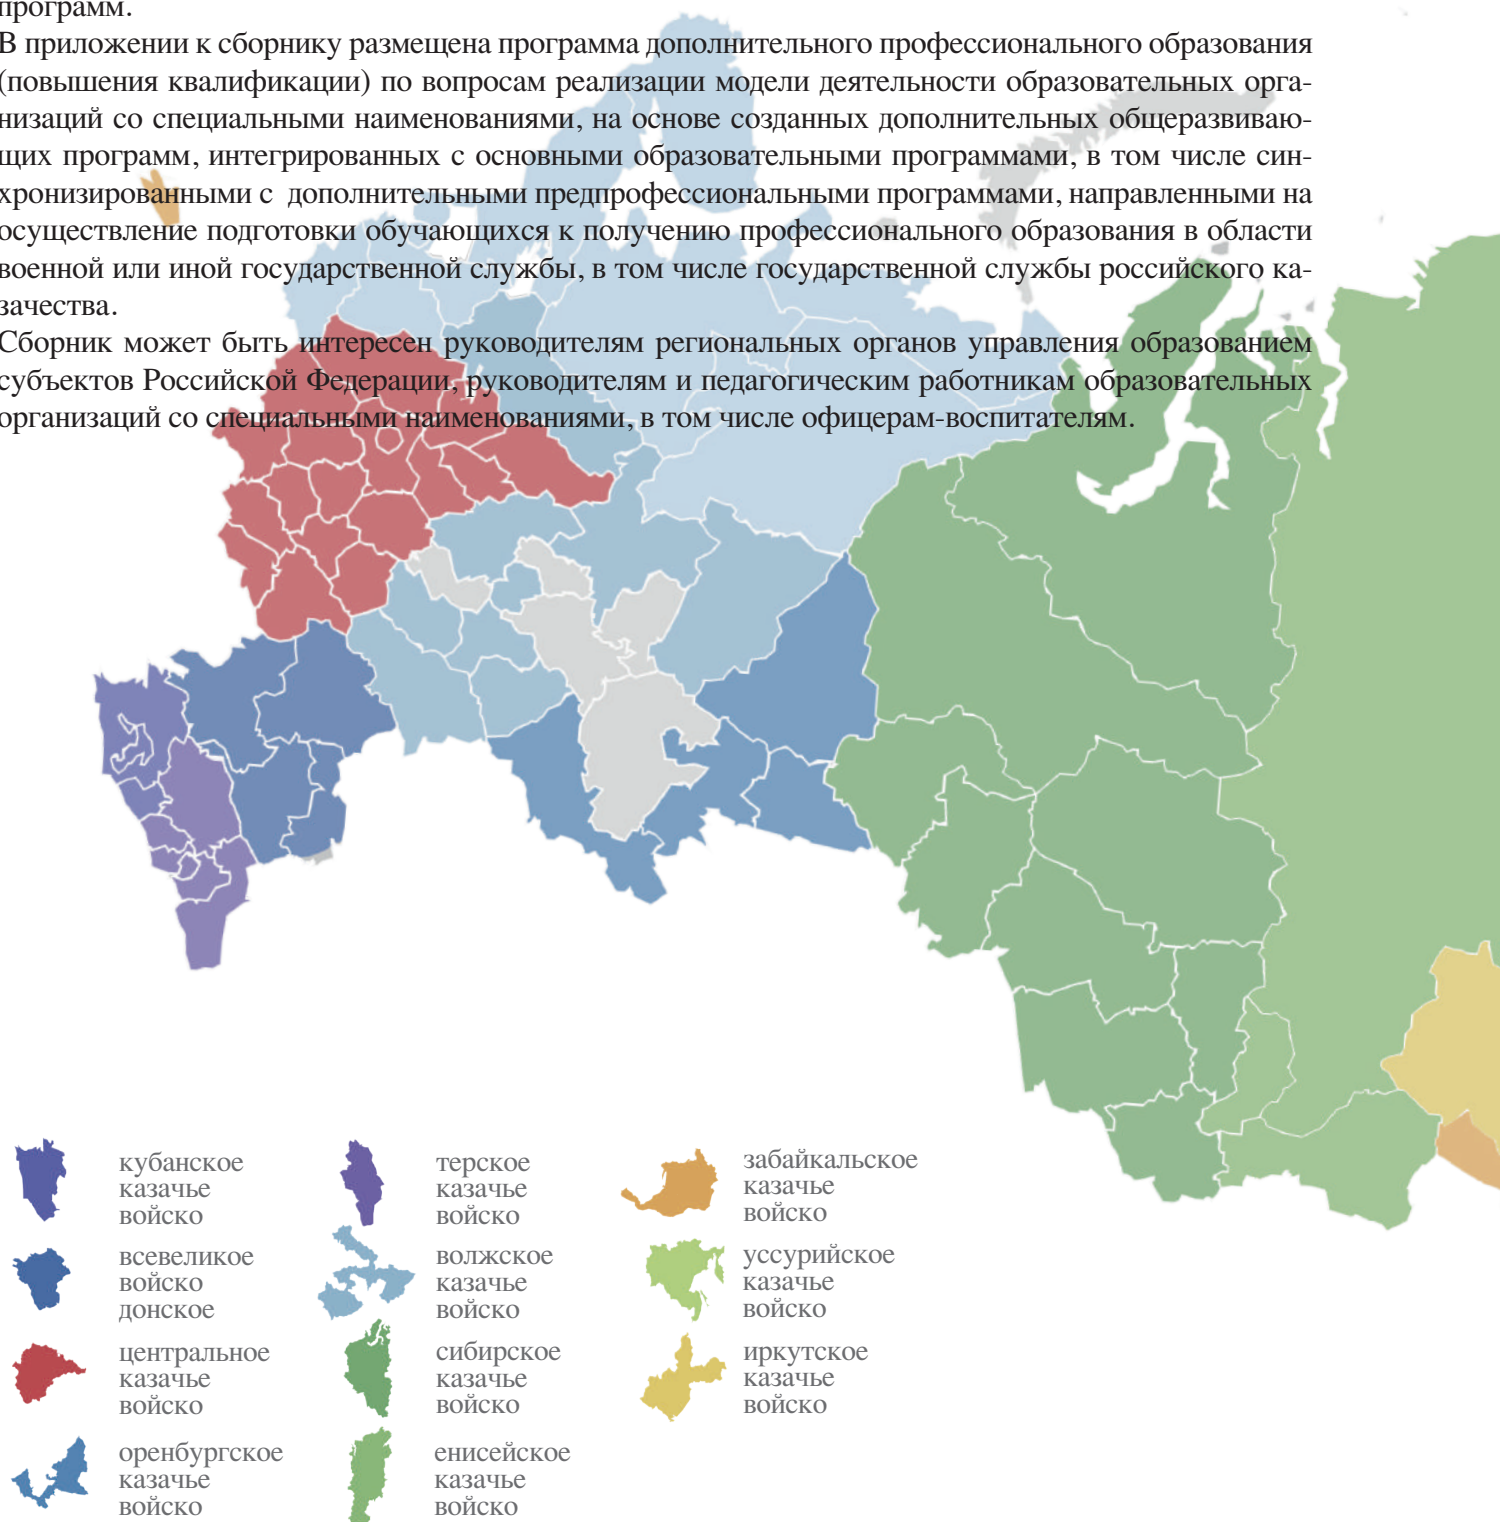 программ.
В приложении к сборнику размещена программа дополнительного профессионального образования
(повышения квалификации) по вопросам реализации модели деятельности образовательных орга-
низаций со специальными наименованиями, на основе созданных дополнительных общеразвиваю-
щих программ, интегрированных с основными образовательными программами, в том числе син-
хронизированными с дополнительными предпрофессиональными программами, направленными на
осуществление подготовки обучающихся к получению профессионального образования в области
военной или иной государственной службы, в том числе государственной службы российского ка-
зачества.
Сборник может быть интересен руководителям региональных органов управления образованием
субъектов Российской Федерации, руководителям и педагогическим работникам образовательных
организаций со специальными наименованиями, в том числе офицерам-воспитателям.
кубанское
казачье
войско
всевеликое
войско
донское
центральное
казачье
войско
оренбургское
казачье
войско
терское
казачье
войско
волжское
казачье
войско
сибирское
казачье
войско
енисейское
казачье
войско
забайкальское
казачье
войско
уссурийское
казачье
войско
иркутское
казачье
войско